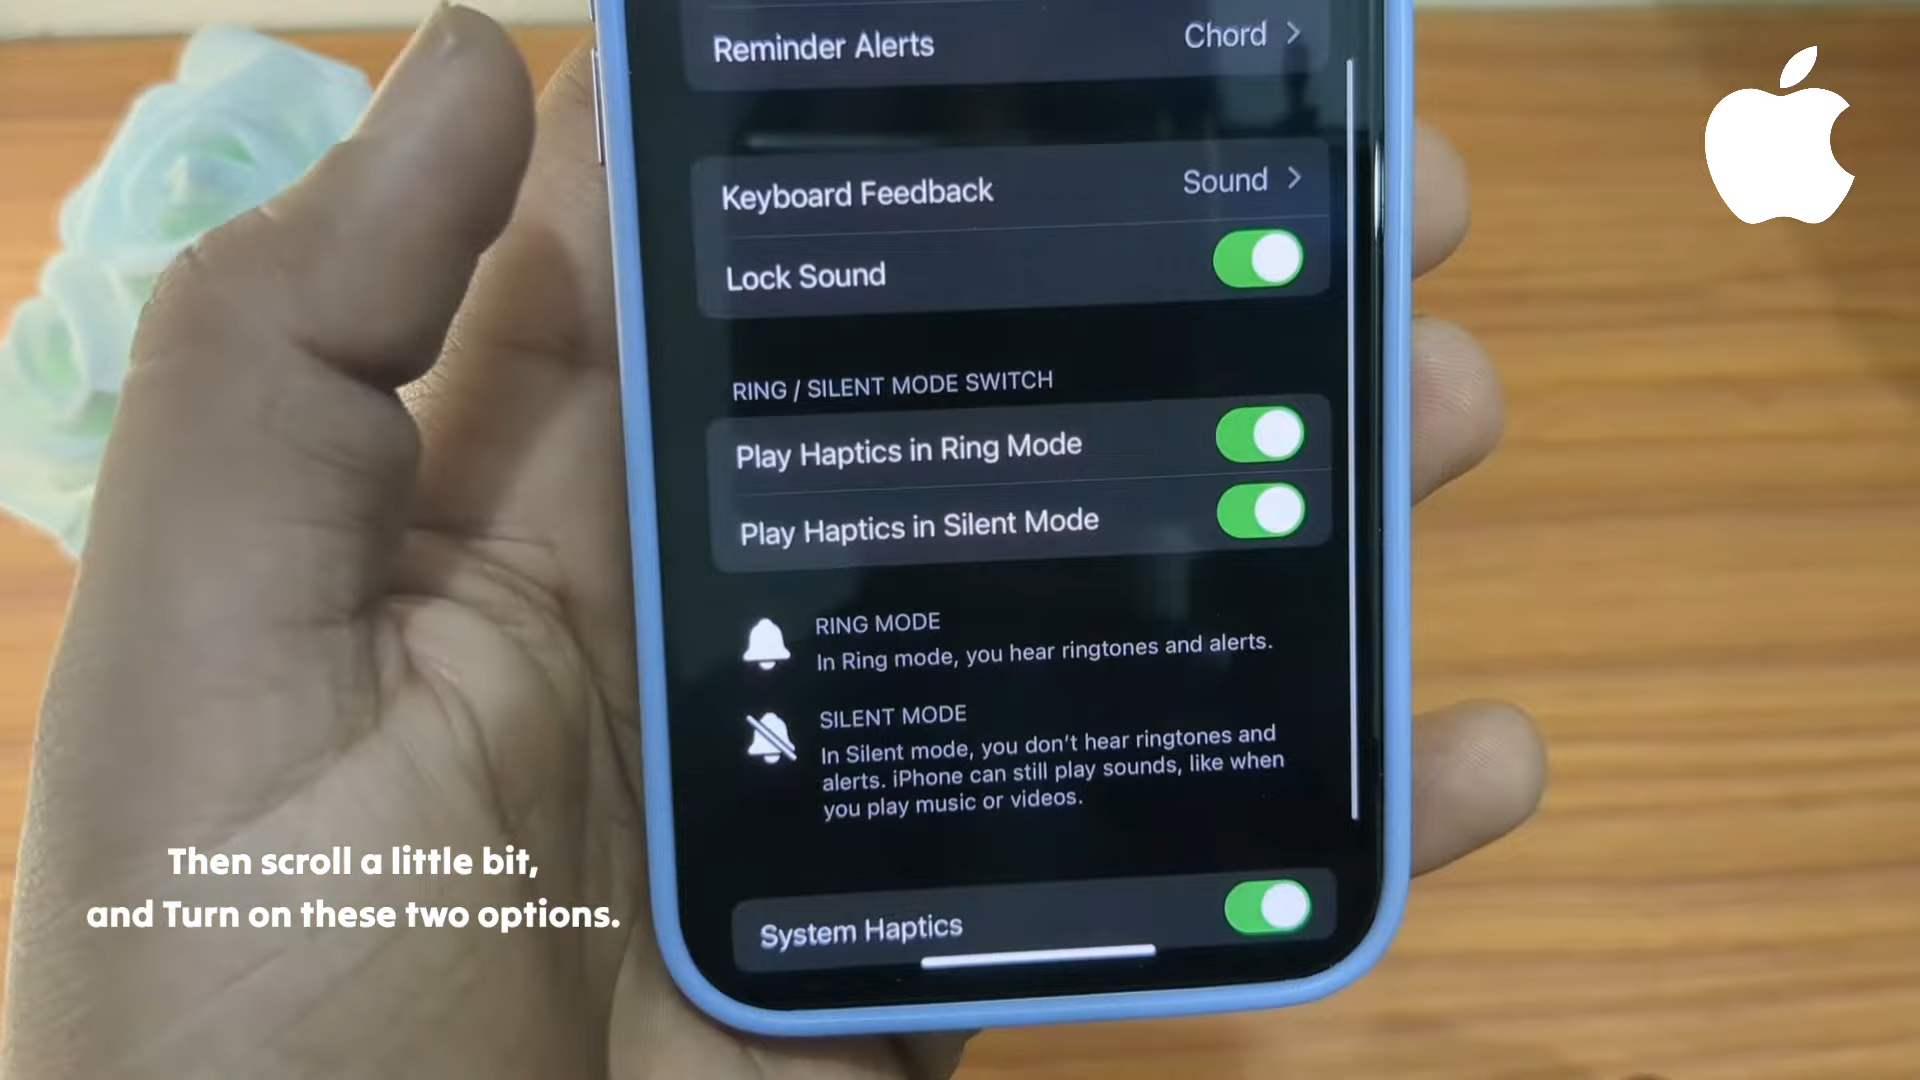 Reminder Alerts Chord
Keyboard Feedback Sound
Lock Sound
RING / SILENT MODE SWITCH
Play Haptics in Ring Mode
Play Haptics in Silent Mode
RING MODE
In Ring mode, you hear ringtones and alerts.
SILENT MODE
In Silent mode, you don't hear ringtones and
alerts. iPhone can still play sounds, like when
you play music or videos.
System Haptics
Then scroll a little bit,
and Turn on these two options.